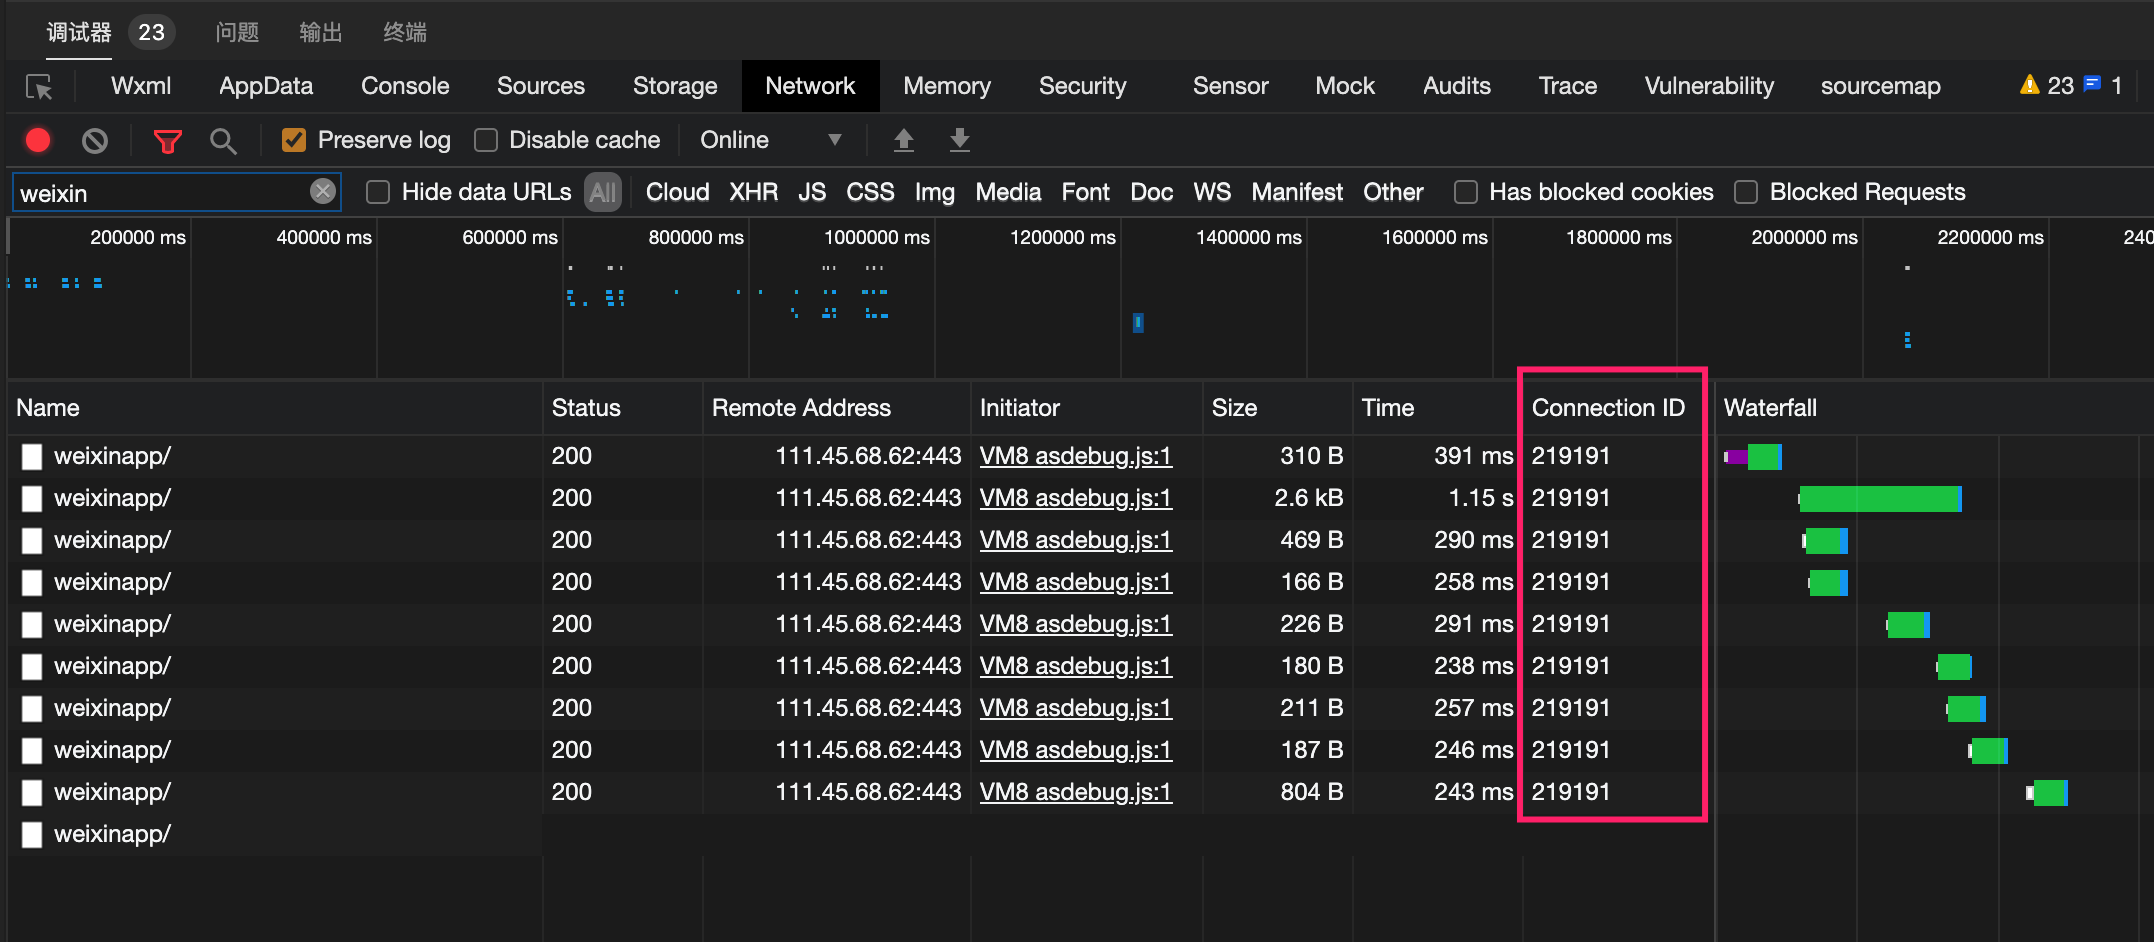 调试器 23 问题 输出 终端
Wxml AppData Console Sources Storage Network Memory Security Sensor Mock Audits Trace Vulnerability sourcemap 23 1
Preserve log Disable cache Online
weixin Hide data URLs All Cloud XHR JS CSS Img Media Font Doc WS Manifest Other Has blocked cookies Blocked Requests
200000 ms 400000 ms 600000 ms 800000 ms 1000000 ms 1200000 ms 1400000 ms 1600000 ms 1800000 ms 2000000 ms 2200000 ms 240
Name Status Remote Address Initiator Size Time Connection ID Waterfall
weixinapp/ 200 111.45.68.62:443 VM8 asdebug.js:1 310 B 391 ms 219191
weixinapp/ 200 111.45.68.62:443 VM8 asdebug.js:1 2.6 kB 1.15 s 219191
weixinapp/ 200 111.45.68.62:443 VM8 asdebug.js:1 469 B 290 ms 219191
weixinapp/ 200 111.45.68.62:443 VM8 asdebug.js:1 166 B 258 ms 219191
weixinapp/ 200 111.45.68.62:443 VM8 asdebug.js:1 226 B 291 ms 219191
weixinapp/ 200 111.45.68.62:443 VM8 asdebug.js:1 180 B 238 ms 219191
weixinapp/ 200 111.45.68.62:443 VM8 asdebug.js:1 211 B 257 ms 219191
weixinapp/ 200 111.45.68.62:443 VM8 asdebug.js:1 187 B 246 ms 219191
weixinapp/ 200 111.45.68.62:443 VM8 asdebug.js:1 804 B 243 ms 219191
weixinapp/